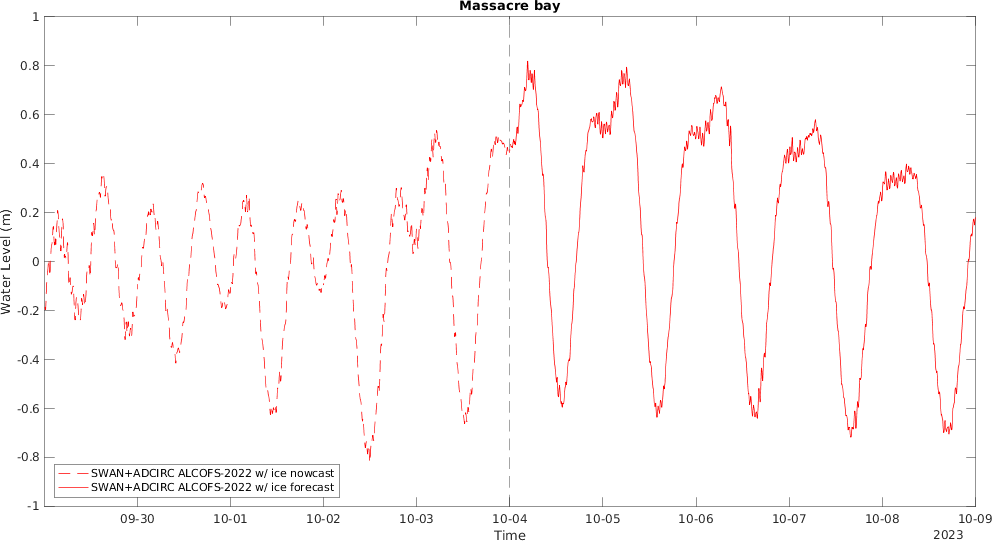 Massacre bay
1
0.8
0.6
0.4
0.2
0
-0.2
-0.4
-0.6
-0.8
-1
Water Level (m)
SWAN+ADCIRC ALCOFS-2022 w/ ice nowcast
SWAN+ADCIRC ALCOFS-2022 w/ ice forecast
09-30 10-01 10-02 10-03 10-04 10-05 10-06 10-07 10-08 10-09
Time
2023